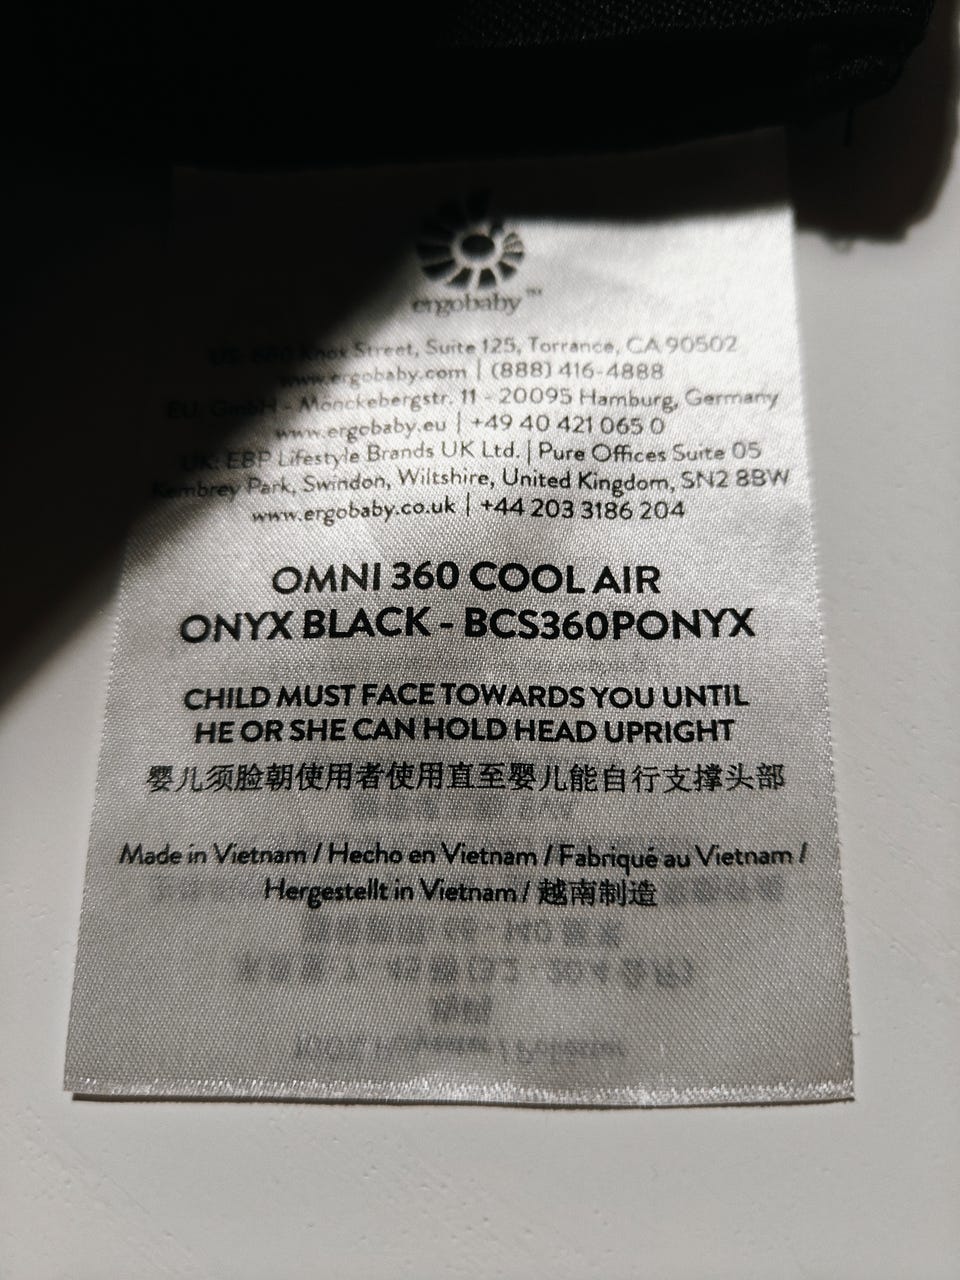 ergobaby™
US: 880 Knox Street, Suite 125, Torrance, CA 90502
www.ergobaby.com | (888) 416-4888
EU: GmbH - Mönckebergstr. 11 - 20095 Hamburg, Germany
www.ergobaby.eu | +49 40 421 065 0
UK: EBP Lifestyle Brands UK Ltd. | Pure Offices Suite 05
Kembrey Park, Swindon, Wiltshire, United Kingdom, SN2 8BW
www.ergobaby.co.uk | +44 203 3186 204
OMNI 360 COOL AIR
ONYX BLACK - BCS360PONYX
CHILD MUST FACE TOWARDS YOU UNTIL
HE OR SHE CAN HOLD HEAD UPRIGHT
婴儿须脸朝使用者使用直至婴儿能自行支撑头部
Made in Vietnam / Hecho en Vietnam / Fabriqué au Vietnam /
Hergestellt in Vietnam / 越南制造